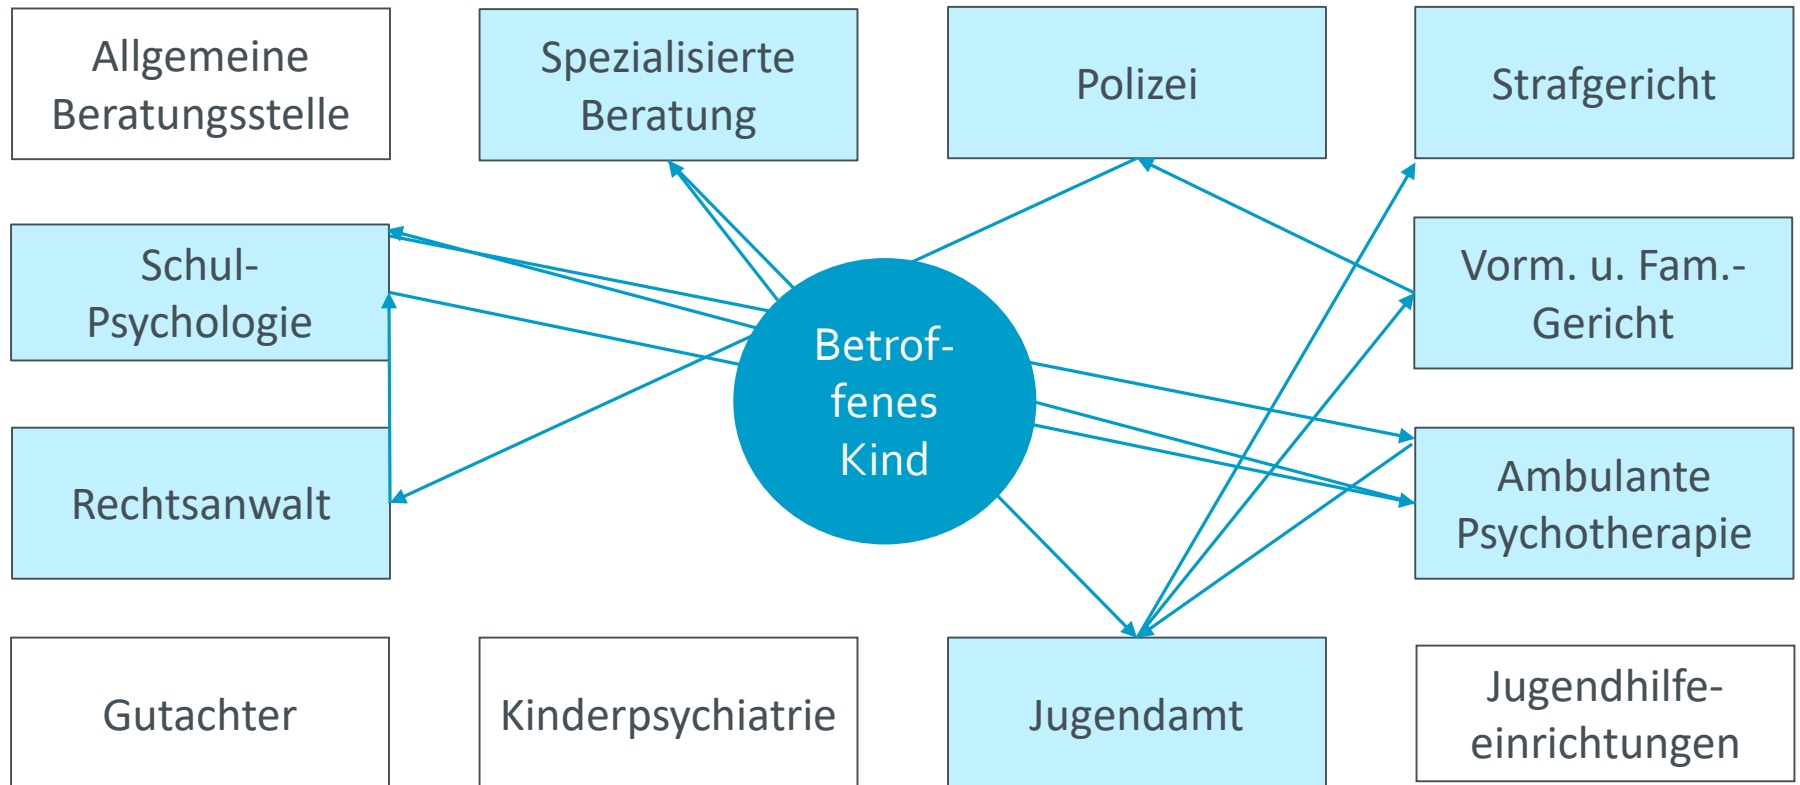 Allgemeine
Beratungsstelle
Spezialisierte
Beratung
Polizei
Strafgericht
Schul-
Psychologie
Vorm. u. Fam.-
Gericht
Betrof-
fenes
Kind
Rechtsanwalt
Ambulante
Psychotherapie
Gutachter
Kinderpsychiatrie
Jugendamt
Jugendhilfe-
einrichtungen